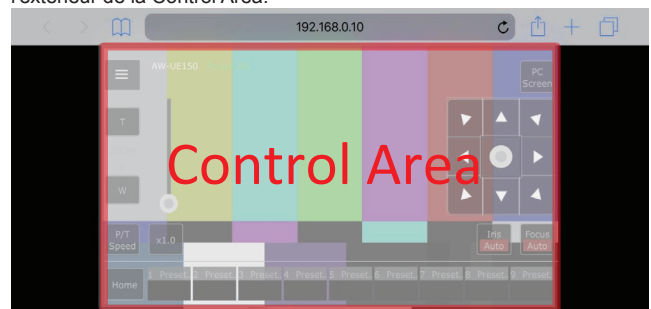 l'extérieur de la Control Area.
192.168.0.10
AW-UE150
PC
Screen
T
Control Area
W
P/T
Speed
x1.0
Iris
Auto
Focus
Auto
Home
1 Preset. 2 Preset. 3 Preset. 4 Preset. 5 Preset. 6 Preset. 7 Preset. 8 Preset. 9 Preset.